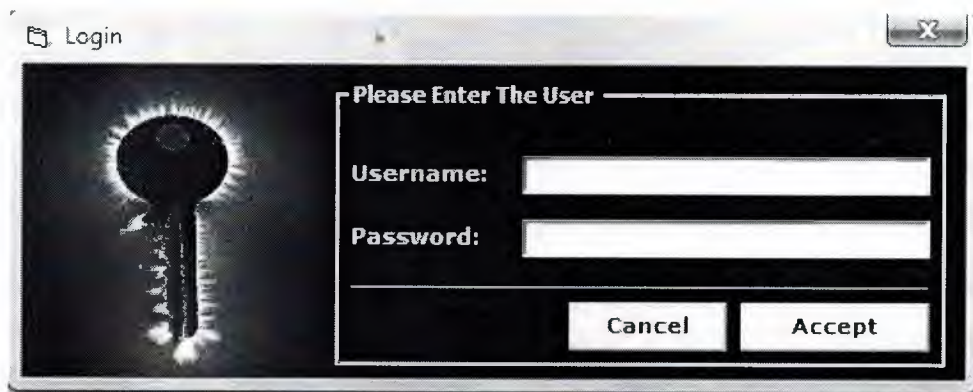 Login
Please Enter The User
Username:
Password:
Cancel
Accept